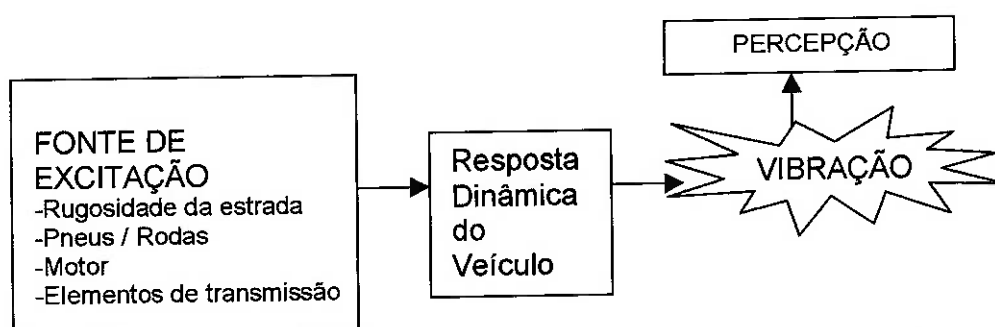 FONTE DE
EXCITAÇÃO
-Rugosidade da estrada
-Pneus / Rodas
-Motor
-Elementos de transmissão
Resposta
Dinâmica
do
Veículo
VIBRAÇÃO
PERCEPÇÃO